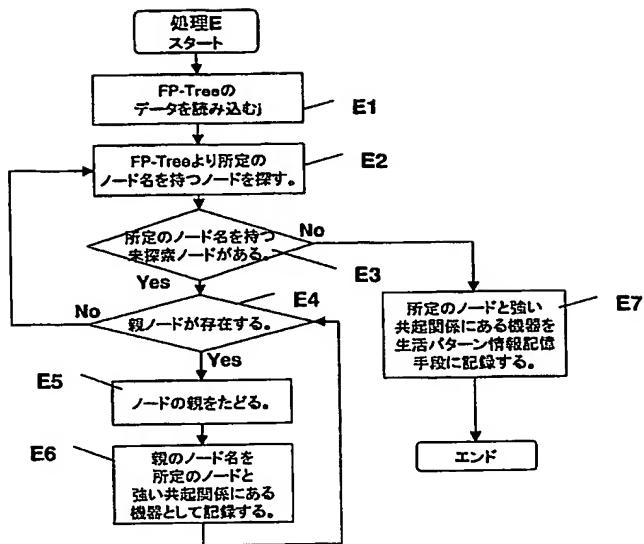 処理E
スタート
FP-Treeの
データを読み込むj
E1
FP-Treeより所定の
ノード名を持つノードを探す。
E2
所定のノード名を持つ
未探索ノードがある。
E3
No
Yes
E4
親ノードが存在する。
No
Yes
E5
ノードの親をたどる。
E6
親のノード名を
所定のノードと
強い共起関係にある
機器として記録する。
E7
所定のノードと強い
共起関係にある機器を
生活パターン情報記憶
手段に記録する。
エンド